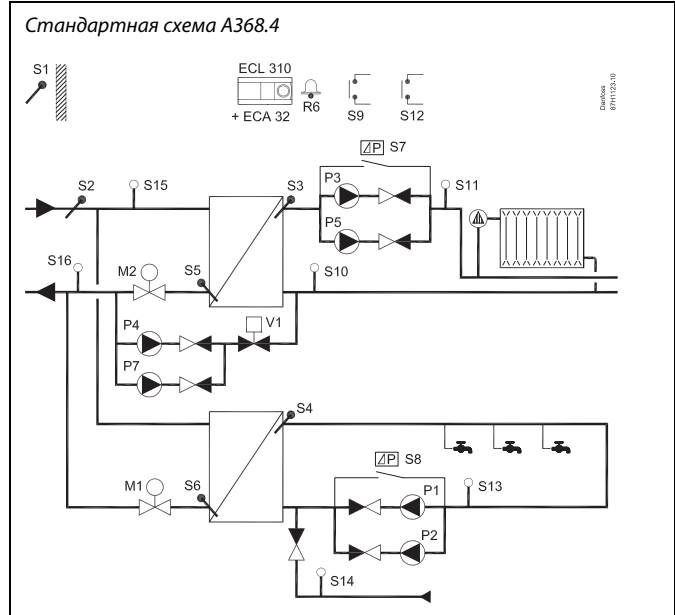 Стандартная схема A368.4
S1
ECL 310
+ ECA 32
R6
S9
S12
Danfoss
87H1123.10
S2
S15
S3
P
S7
P3
P5
S11
S16
M2
S5
S10
P4
V1
P7
S4
P
S8
M1
S6
P1
S13
P2
S14